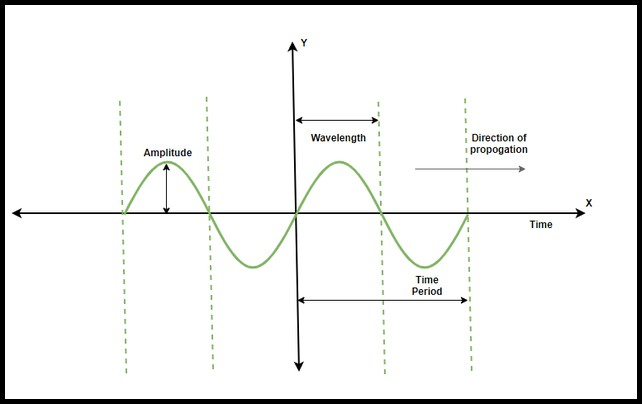 Y
Amplitude
Wavelength
Direction of
propogation
X
Time
Time
Period